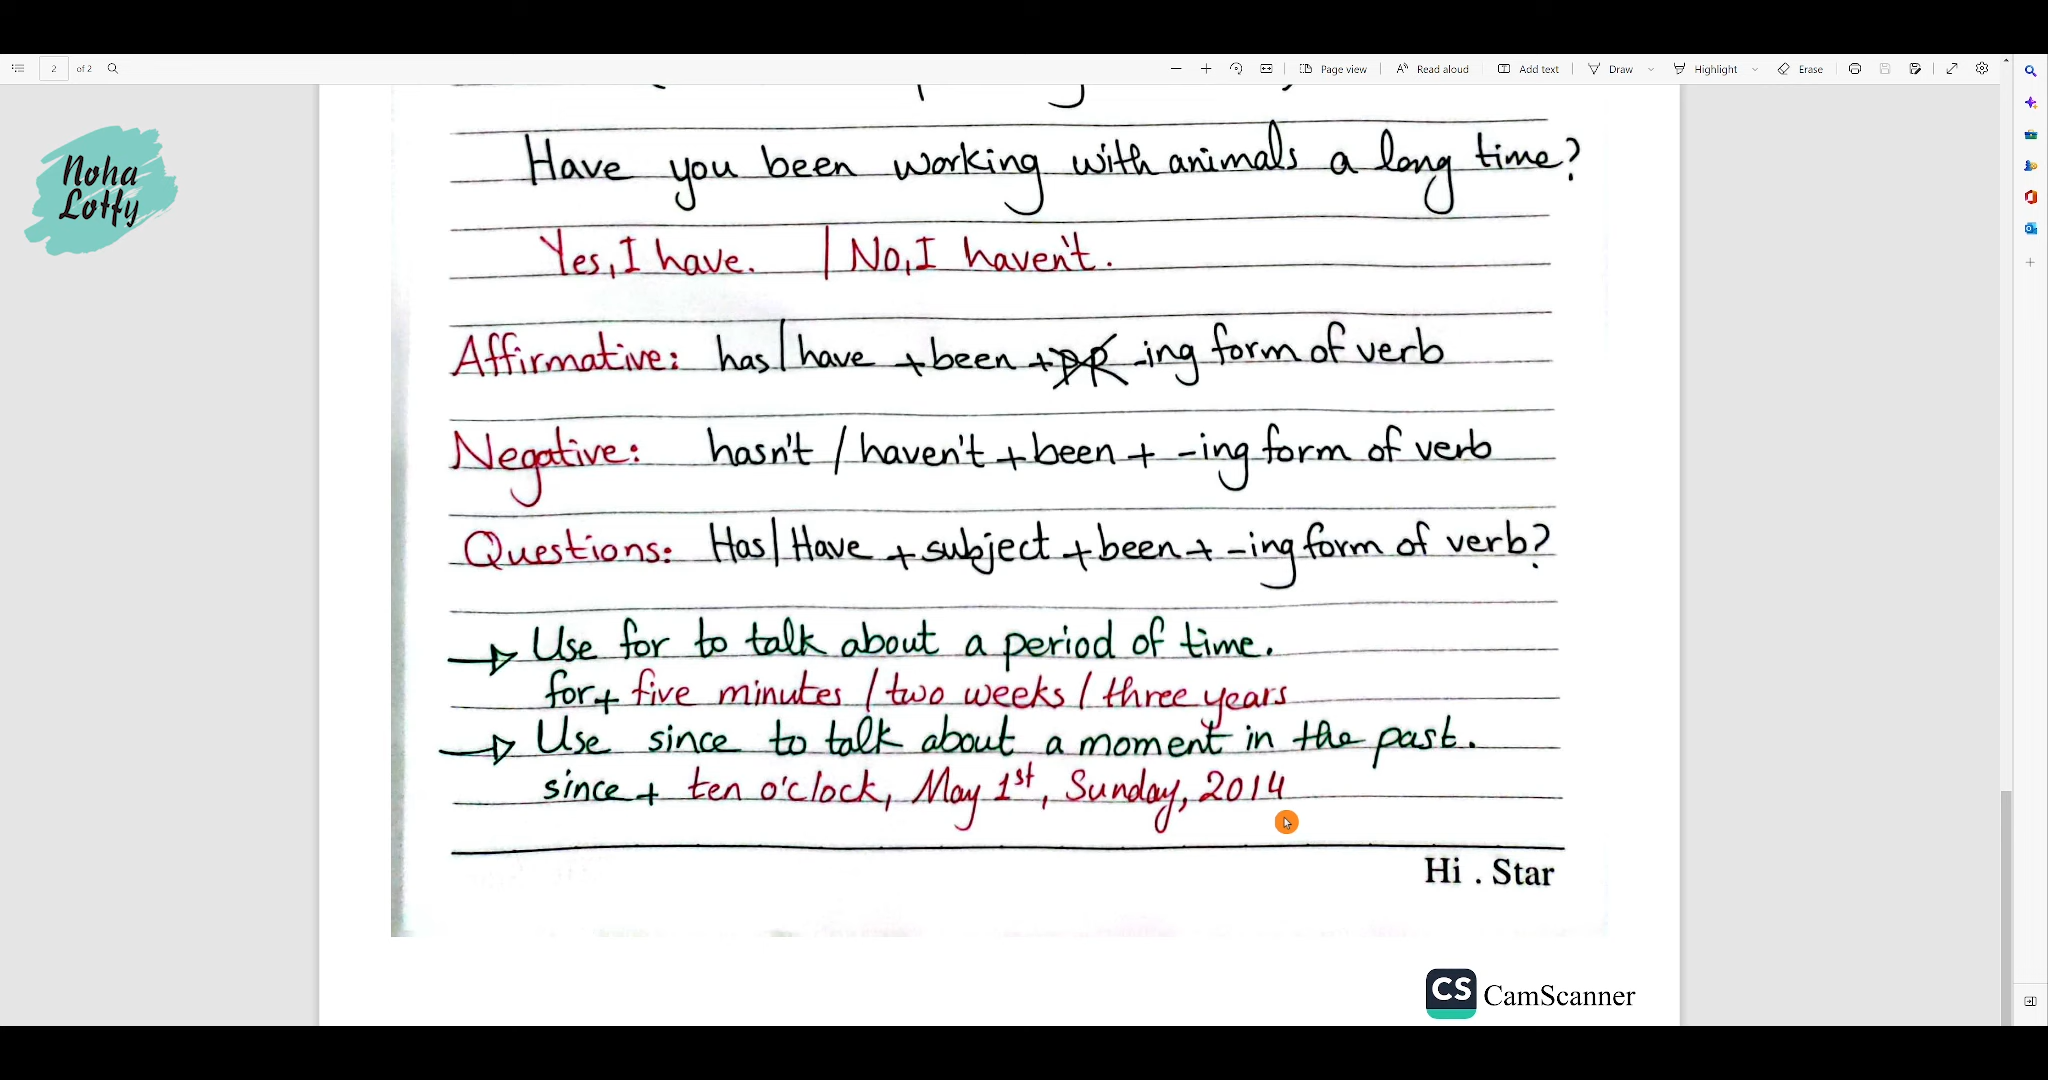 2 of 2 Page view Read aloud Add text Draw Highlight Erase
Noha
Lotfy
Have you been working with animals a long time?
Yes, I have. | No, I haven't.
Affirmative: has | have + been + -ing form of verb
Negative: hasn't / haven't + been + -ing form of verb
Questions: Has | Have + subject + been + -ing form of verb?
→ Use for to talk about a period of time.
for + five minutes / two weeks / three years
→ Use since to talk about a moment in the past.
since + ten o'clock, May 1st, Sunday, 2014
Hi . Star
CS CamScanner